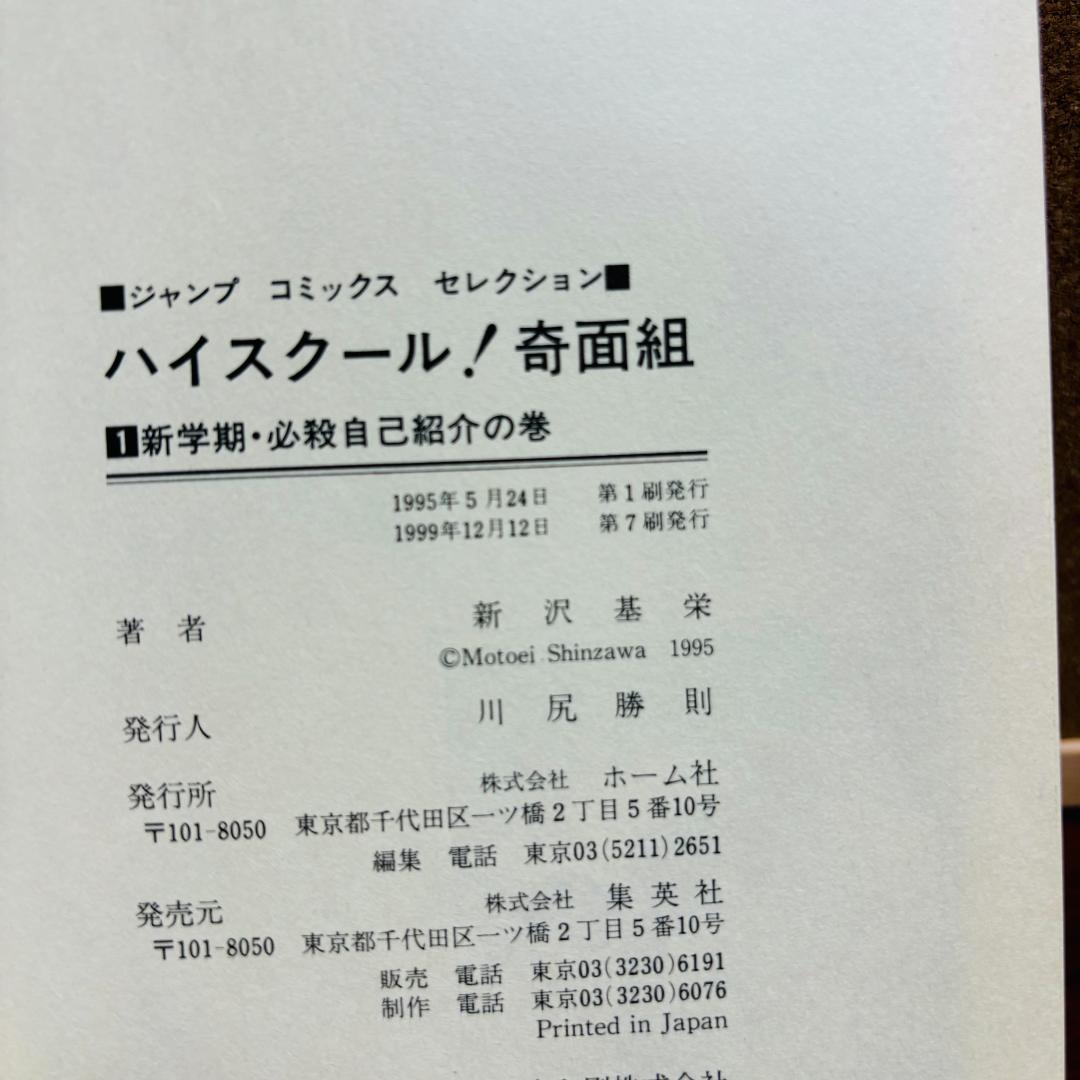 ■ジャンプ コミックス セレクション■
ハイスクール!奇面組
1新学期・必殺自己紹介の巻
1995年5月24日 第1刷発行
1999年12月12日 第7刷発行
著者 新沢基栄
©Motoei Shinzawa 1995
発行人 川尻勝則
発行所 株式会社 ホーム社
〒101-8050 東京都千代田区一ツ橋2丁目5番10号
編集 電話 東京03(5211)2651
発売元 株式会社 集英社
〒101-8050 東京都千代田区一ツ橋2丁目5番10号
販売 電話 東京03(3230)6191
制作 電話 東京03(3230)6076
Printed in Japan